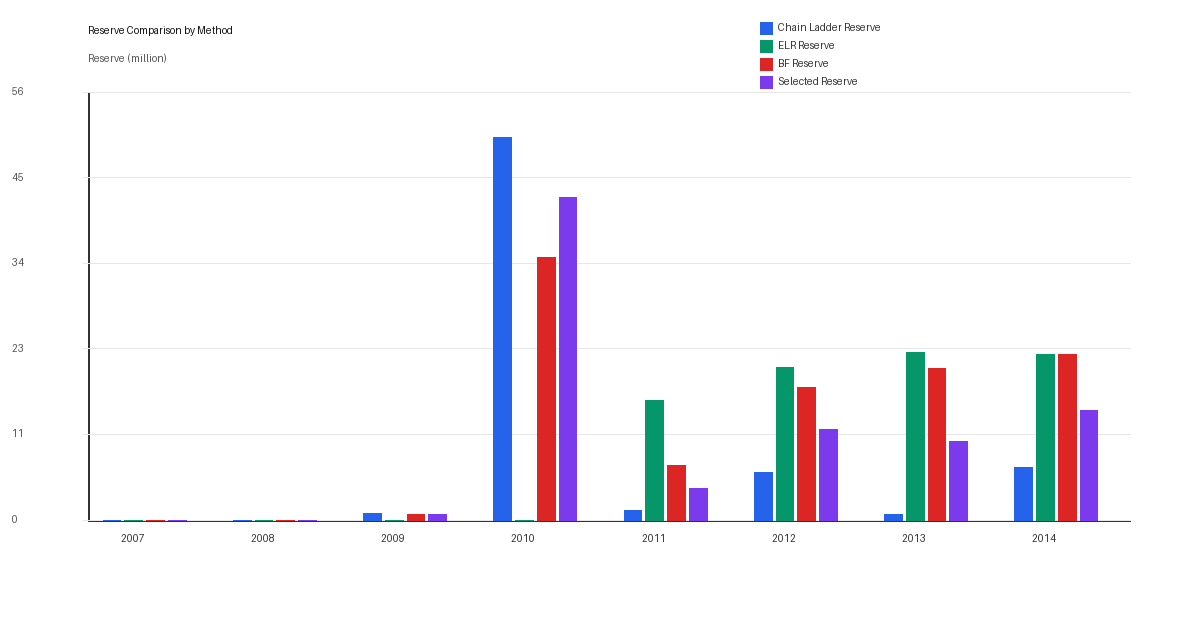 Reserve Comparison by Method
Reserve (million)
Chain Ladder Reserve
ELR Reserve
BF Reserve
Selected Reserve
56
45
34
23
11
0
2007
2008
2009
2010
2011
2012
2013
2014